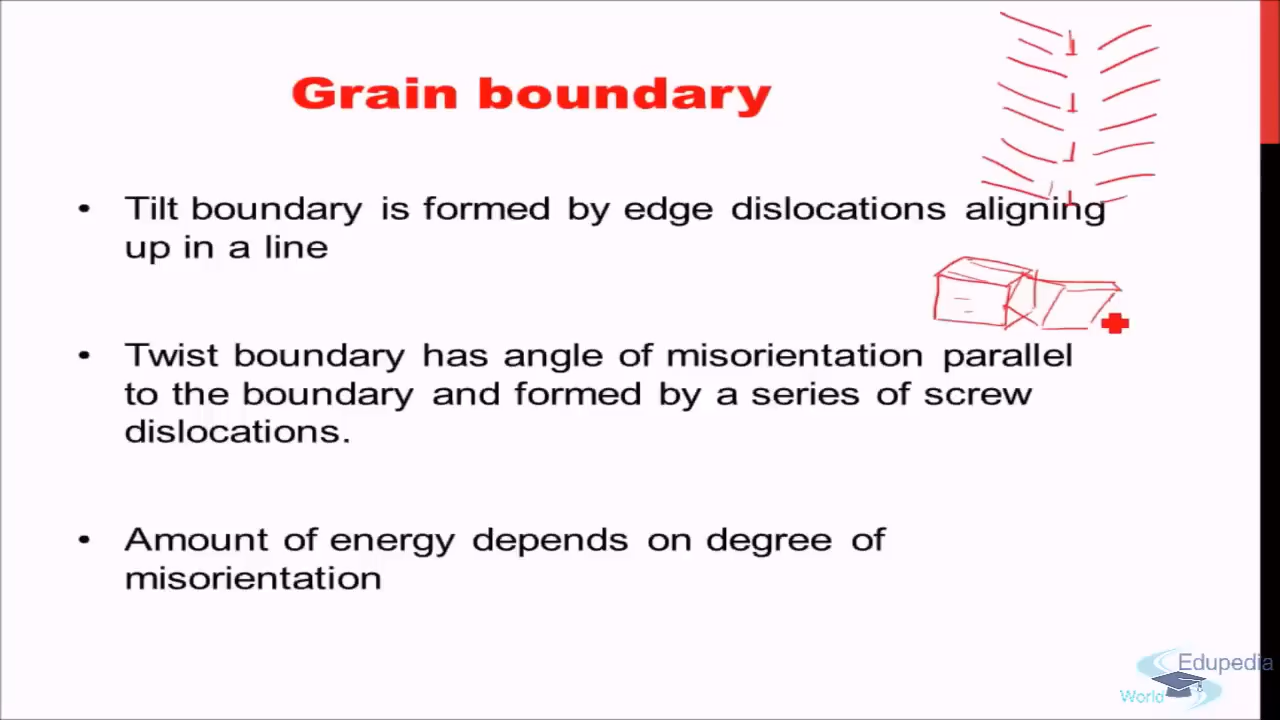 Grain boundary
• Tilt boundary is formed by edge dislocations aligning
up in a line
• Twist boundary has angle of misorientation parallel
to the boundary and formed by a series of screw
dislocations.
• Amount of energy depends on degree of
misorientation
Edupedia
World